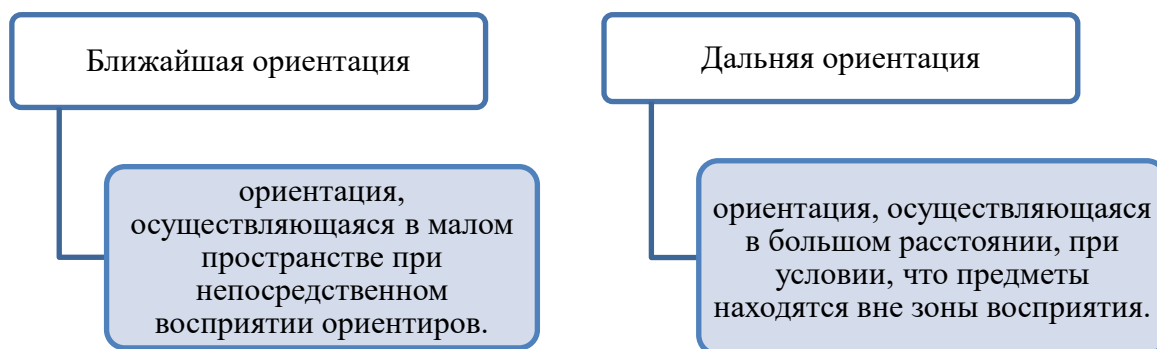 Ближайшая ориентация
ориентация,
осуществляющаяся в малом
пространстве при
непосредственном
восприятии ориентиров.
Дальняя ориентация
ориентация, осуществляющаяся
в большом расстоянии, при
условии, что предметы
находятся вне зоны восприятия.